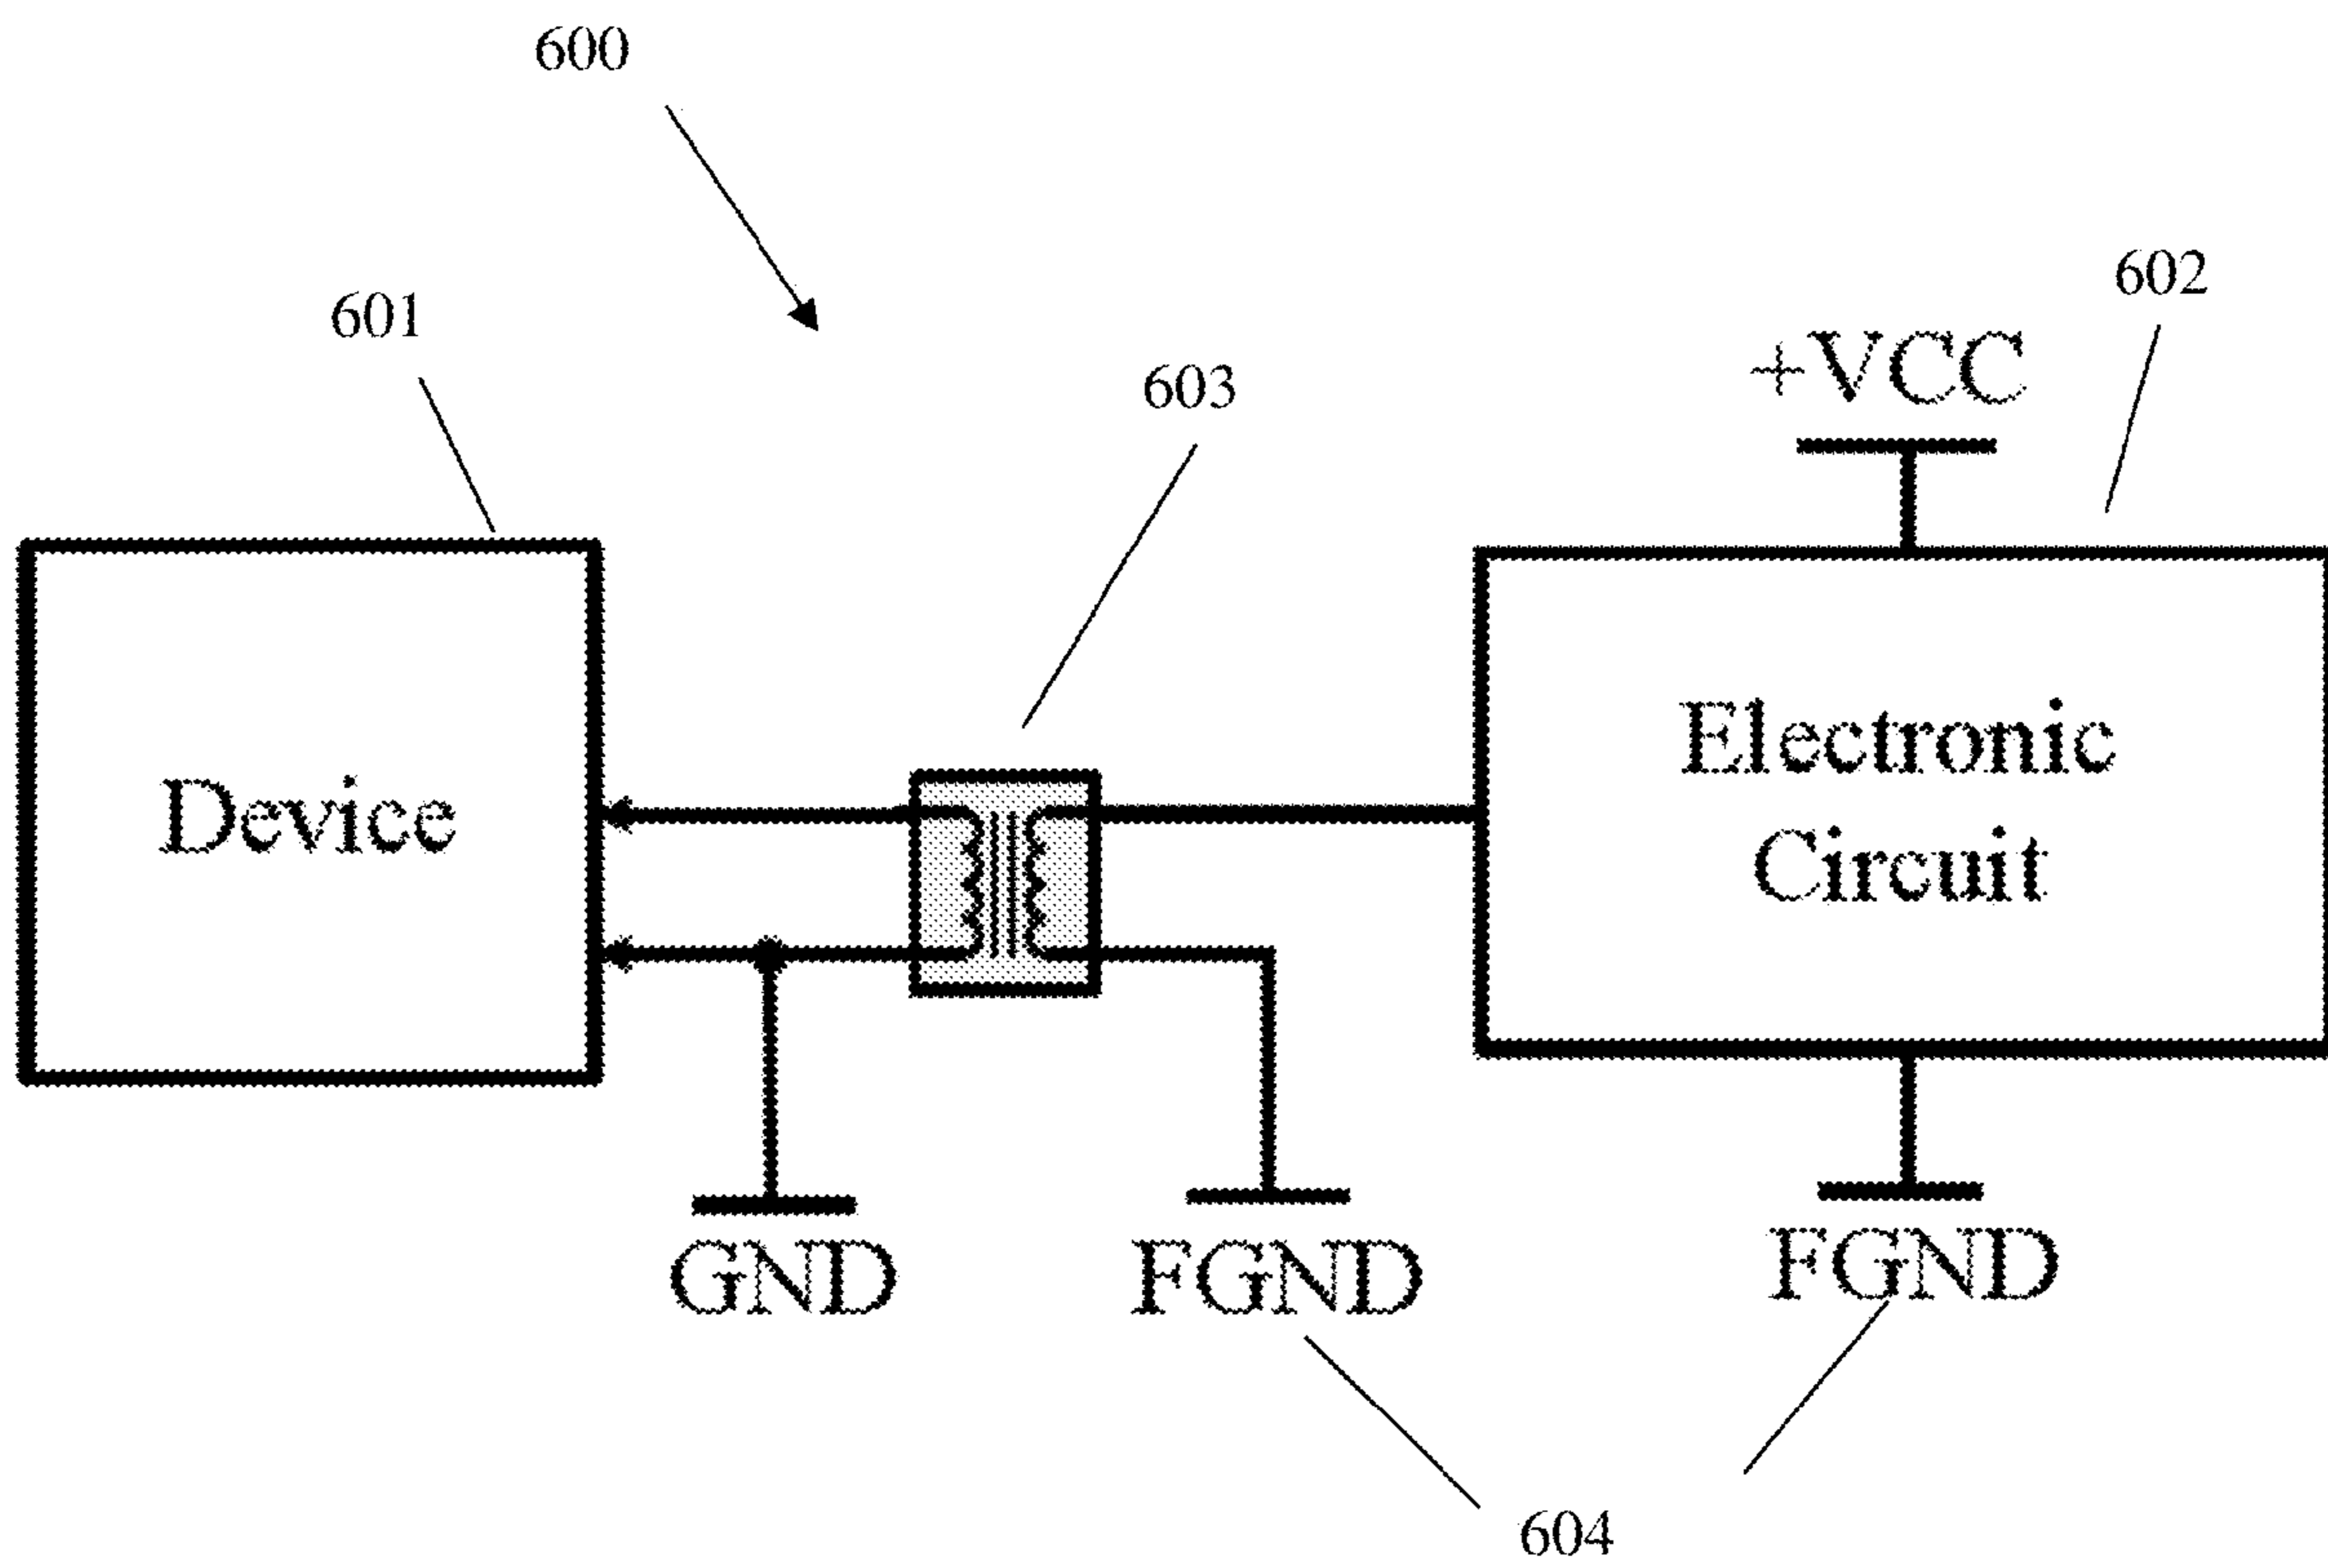 600
602
601
+VCC
603
Electronic
Device
Circuit
GND
FGND
FGND
604